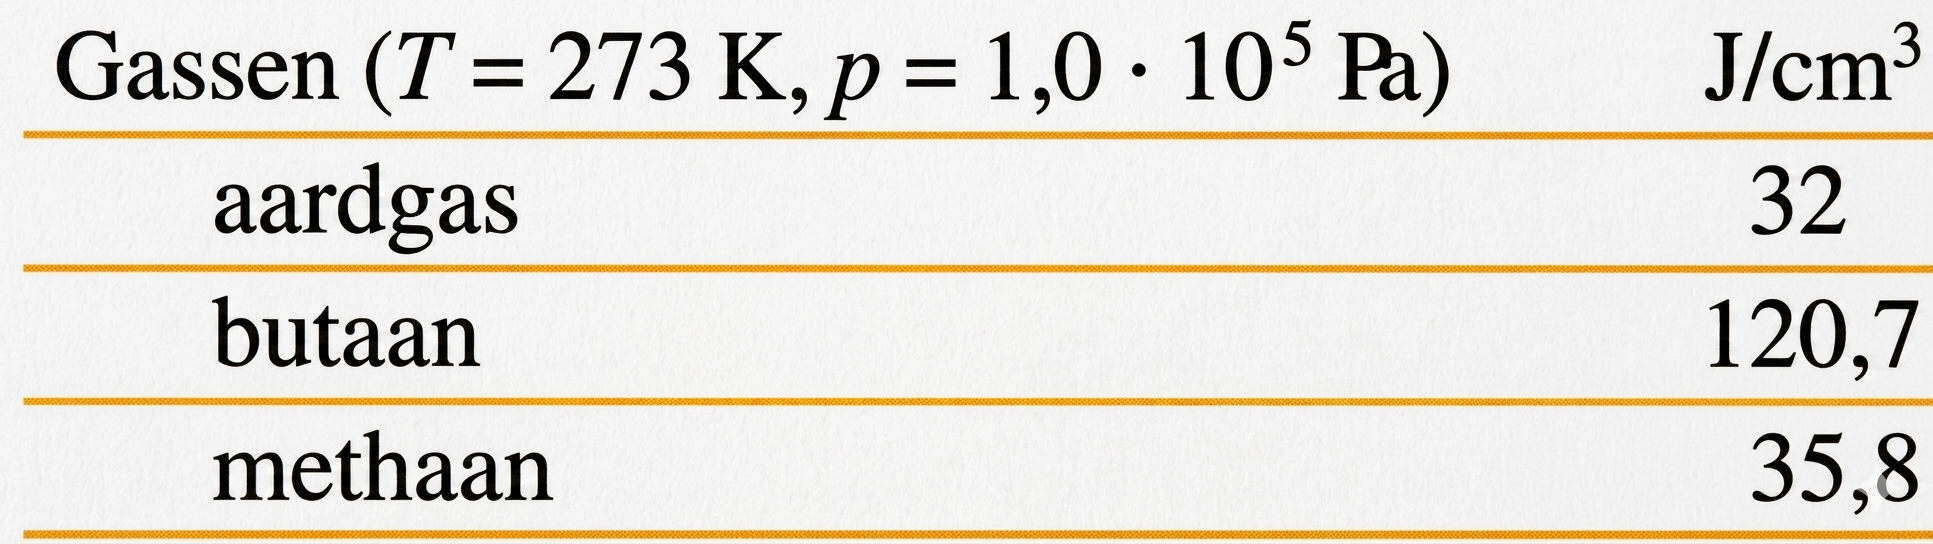 Gassen (T = 273 K, p = 1,0 · 10⁵ Pa) J/cm³
aardgas 32
butaan 120,7
methaan 35,8